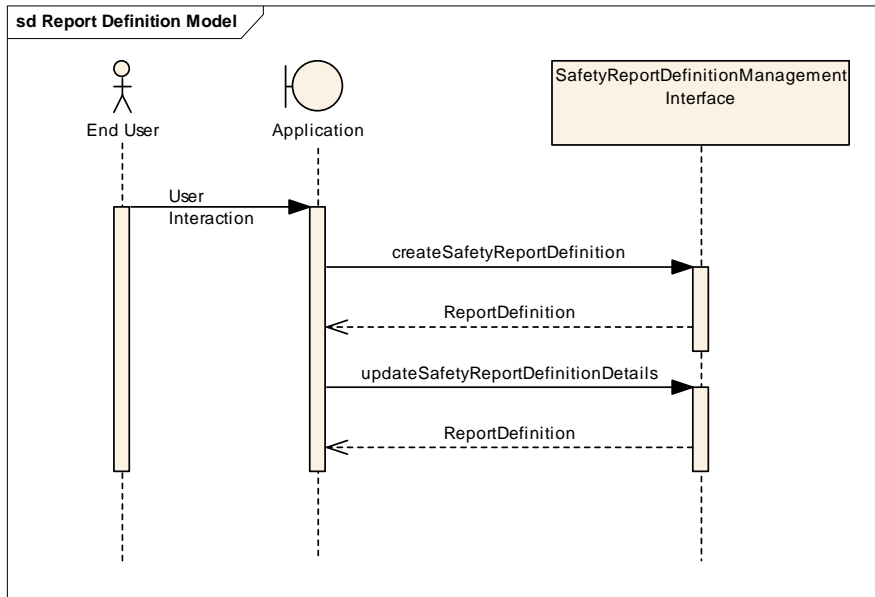 sd Report Definition Model
End User
Application
SafetyReportDefinitionManagement
Interface
User
Interaction
createSafetyReportDefinition
ReportDefinition
updateSafetyReportDefinitionDetails
ReportDefinition